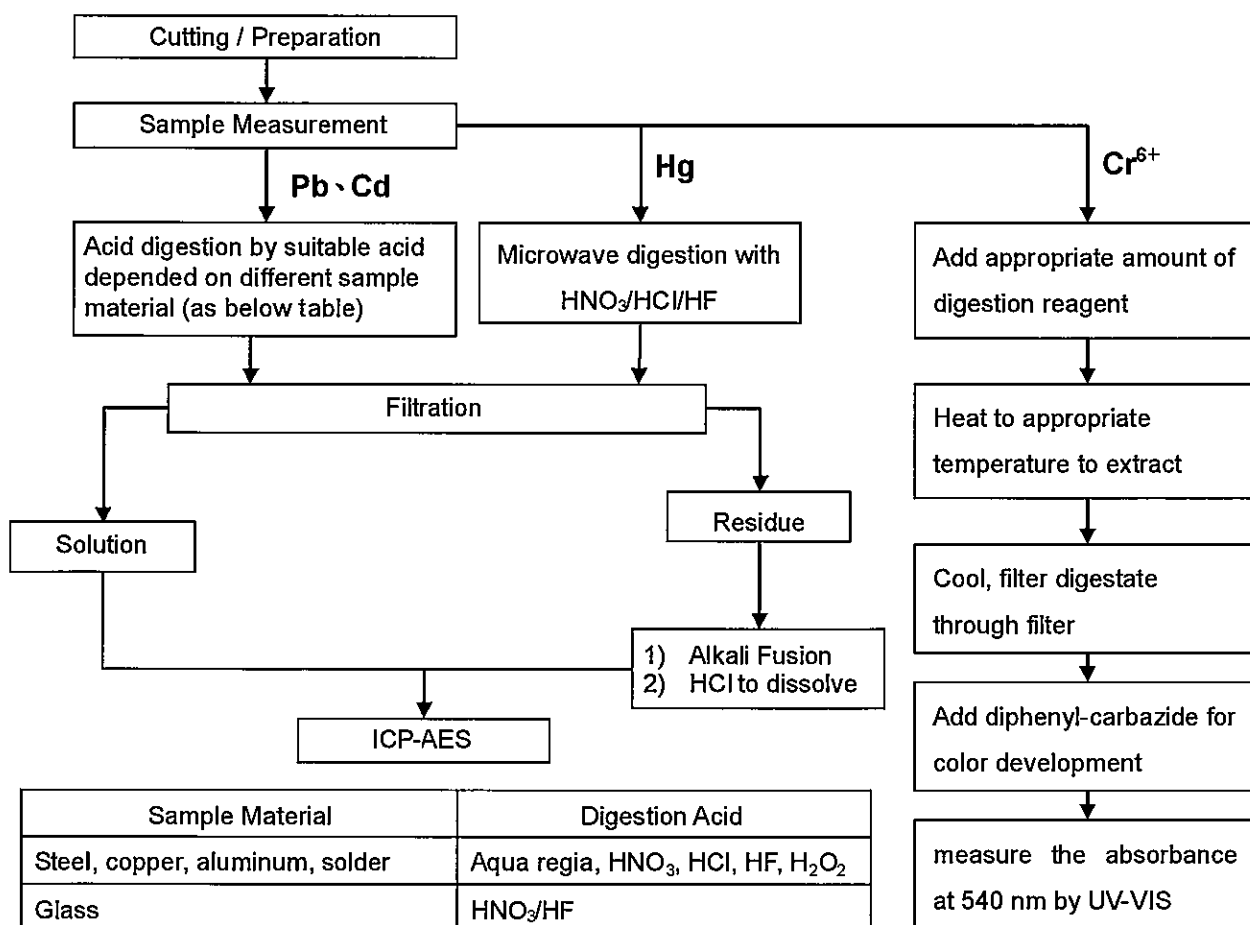 Cutting / Preparation
Sample Measurement
Pb、Cd
Hg
Cr⁶⁺
Acid digestion by suitable acid
depended on different sample
material (as below table)
Microwave digestion with
HNO₃/HCl/HF
Add appropriate amount of
digestion reagent
Filtration
Heat to appropriate
temperature to extract
Solution
Residue
Cool, filter digestate
through filter
1) Alkali Fusion
2) HCl to dissolve
ICP-AES
Add diphenyl-carbazide for
color development
Sample Material Digestion Acid
Steel, copper, aluminum, solder Aqua regia, HNO₃, HCl, HF, H₂O₂
Glass HNO₃/HF
measure the absorbance
at 540 nm by UV-VIS